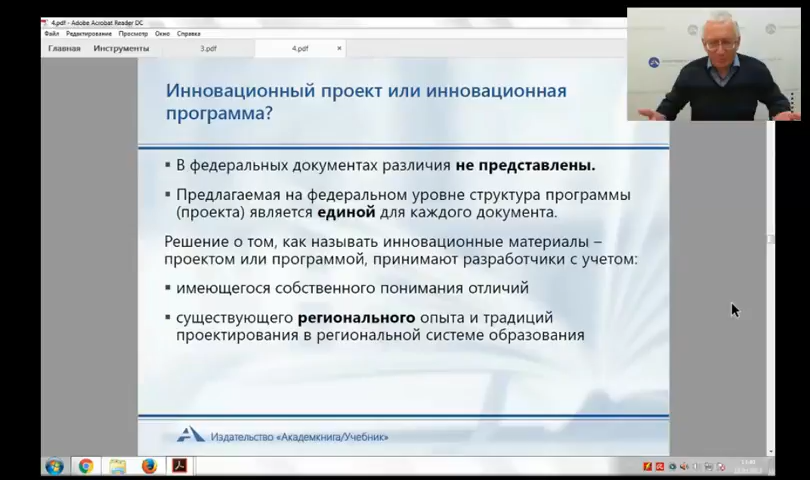 4.pdf - Adobe Acrobat Reader DC
Файл Редактирование Просмотр Окно Справка
Главная Инструменты 3.pdf 4.pdf ×
Инновационный проект или инновационная
программа?
▪ В федеральных документах различия не представлены.
▪ Предлагаемая на федеральном уровне структура программы
(проекта) является единой для каждого документа.
Решение о том, как называть инновационные материалы –
проектом или программой, принимают разработчики с учетом:
▪ имеющегося собственного понимания отличий
▪ существующего регионального опыта и традиций
проектирования в региональной системе образования
Издательство «Академкнига/Учебник»